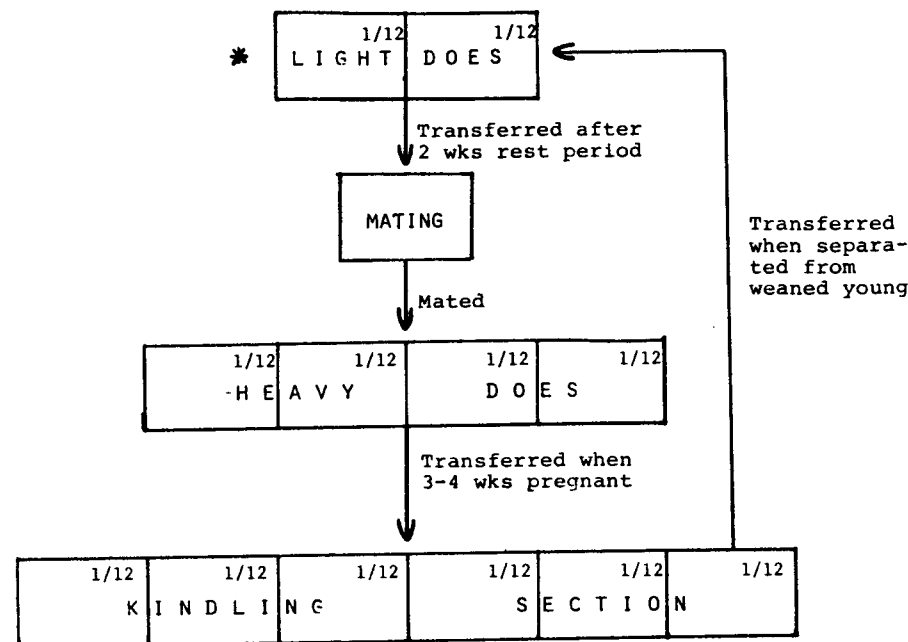 1/12 1/12
* LIGHT DOES
Transferred after
2 wks rest period
MATING
Transferred
when separa-
ted from
weaned young
Mated
1/12 1/12 1/12 1/12
-HEAVY DOES
Transferred when
3-4 wks pregnant
1/12 1/12 1/12 1/12 1/12 1/12
KINDLING SECTION